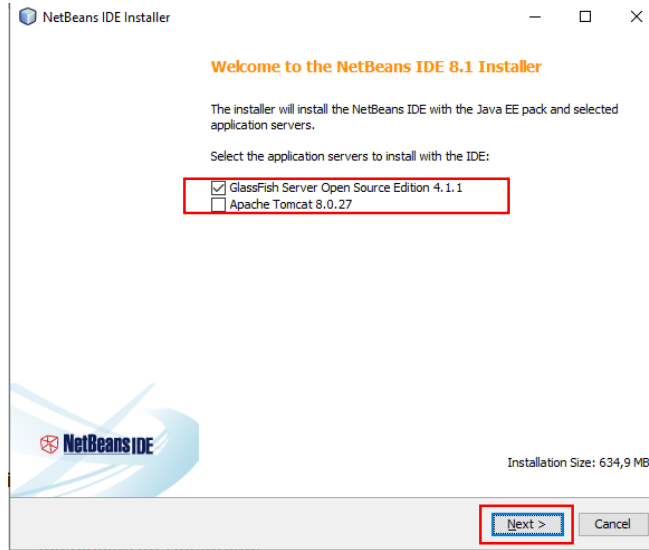 NetBeans IDE Installer
Welcome to the NetBeans IDE 8.1 Installer
The installer will install the NetBeans IDE with the Java EE pack and selected
application servers.
Select the application servers to install with the IDE:
GlassFish Server Open Source Edition 4.1.1
Apache Tomcat 8.0.27
NetBeans IDE
Installation Size: 634,9 MB
Next >
Cancel